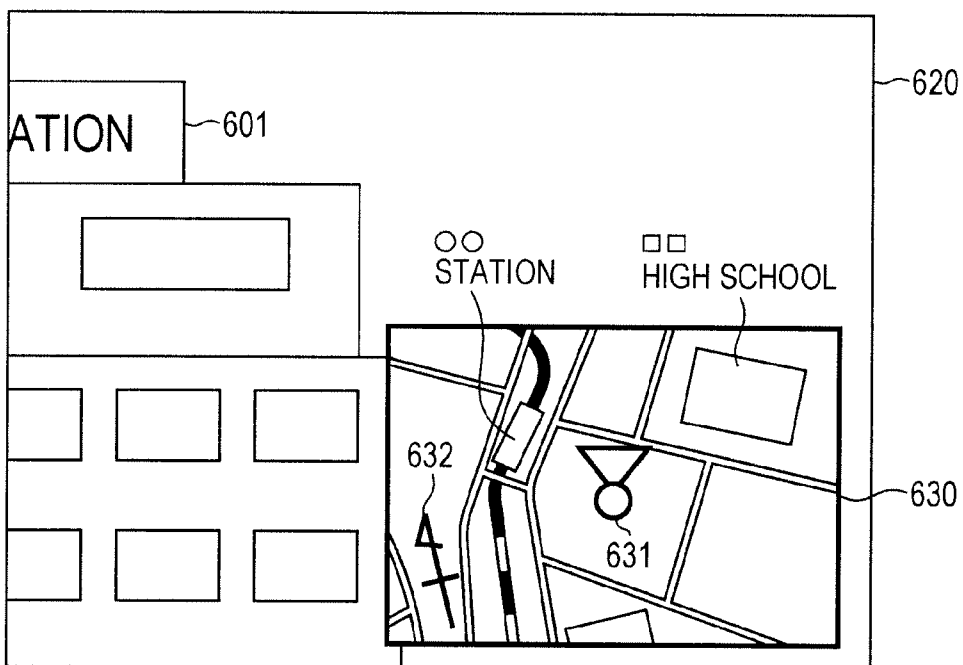 620
ATION
601
○○
STATION
□□
HIGH SCHOOL
632
630
631